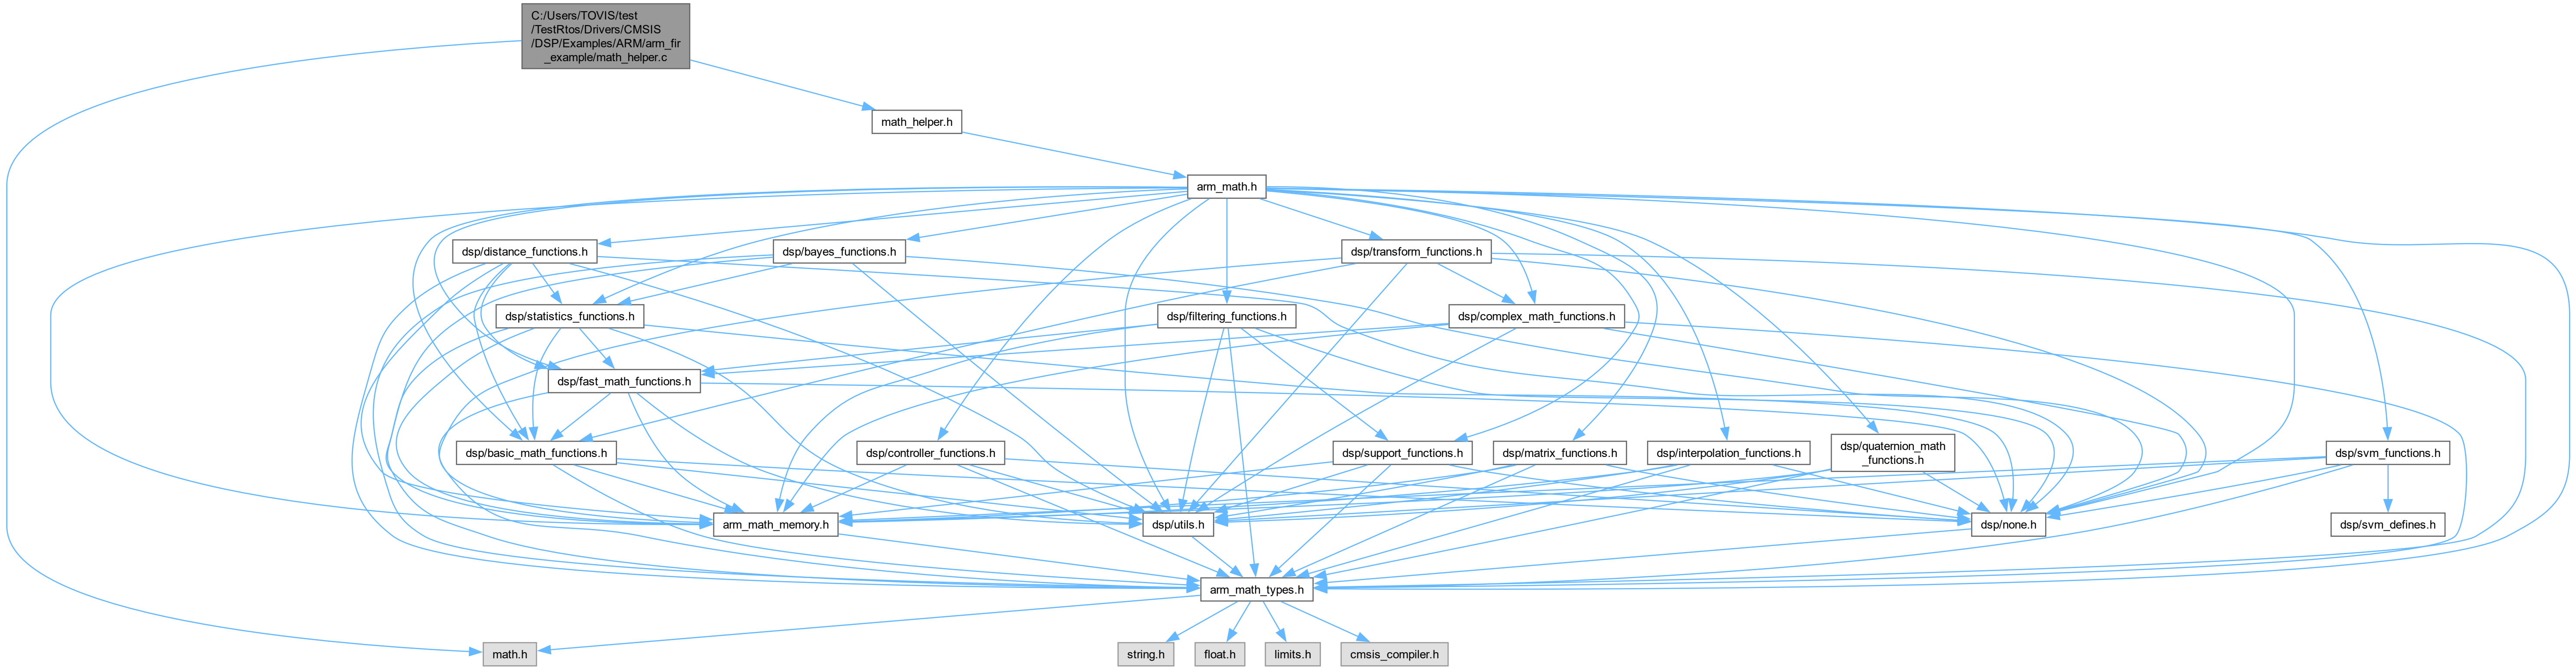 C:/Users/TOVIS/test
/TestRtos/Drivers/CMSIS
/DSP/Examples/ARM/arm_fir
_example/math_helper.c
math_helper.h
arm_math.h
dsp/distance_functions.h
dsp/bayes_functions.h
dsp/transform_functions.h
dsp/statistics_functions.h
dsp/filtering_functions.h
dsp/complex_math_functions.h
dsp/fast_math_functions.h
dsp/basic_math_functions.h
dsp/controller_functions.h
dsp/support_functions.h
dsp/matrix_functions.h
dsp/interpolation_functions.h
dsp/quaternion_math
_functions.h
dsp/svm_functions.h
arm_math_memory.h
dsp/utils.h
dsp/none.h
dsp/svm_defines.h
arm_math_types.h
math.h
string.h
float.h
limits.h
cmsis_compiler.h